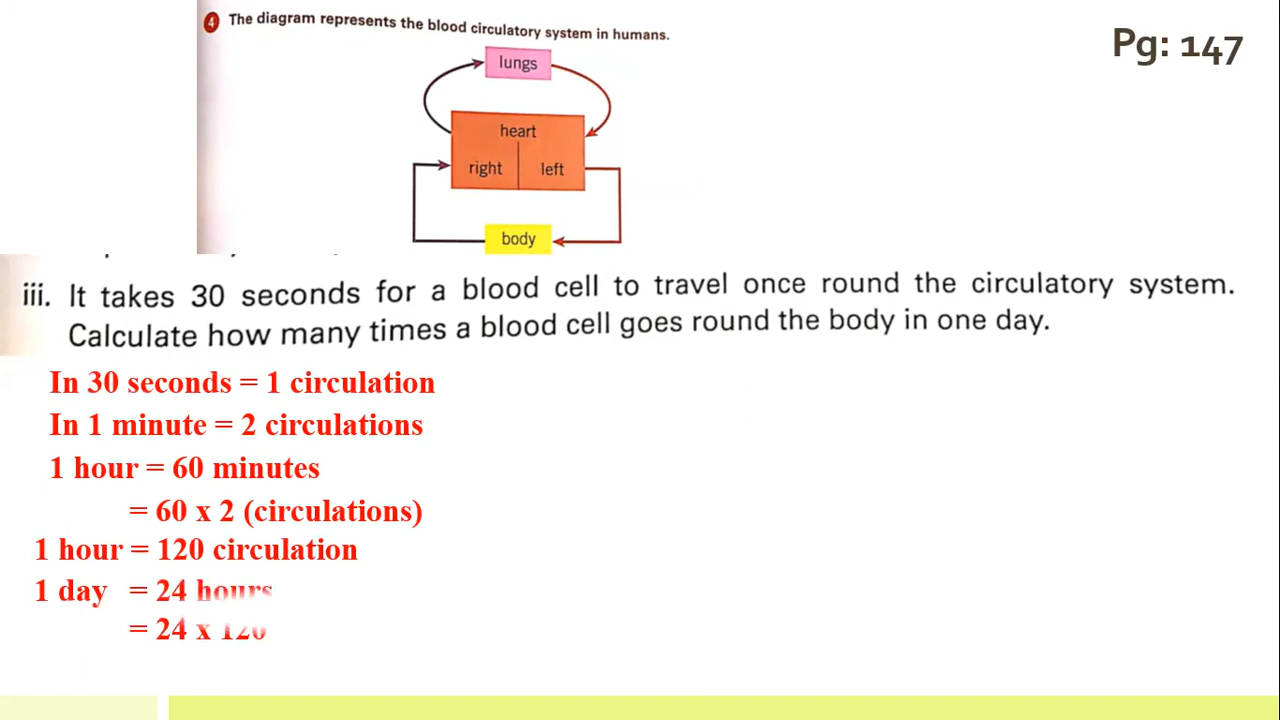 4 The diagram represents the blood circulatory system in humans.
Pg: 147
lungs
heart
right left
body
iii. It takes 30 seconds for a blood cell to travel once round the circulatory system.
Calculate how many times a blood cell goes round the body in one day.
In 30 seconds = 1 circulation
In 1 minute = 2 circulations
1 hour = 60 minutes
= 60 x 2 (circulations)
1 hour = 120 circulation
1 day = 24 hours
= 24 x 120